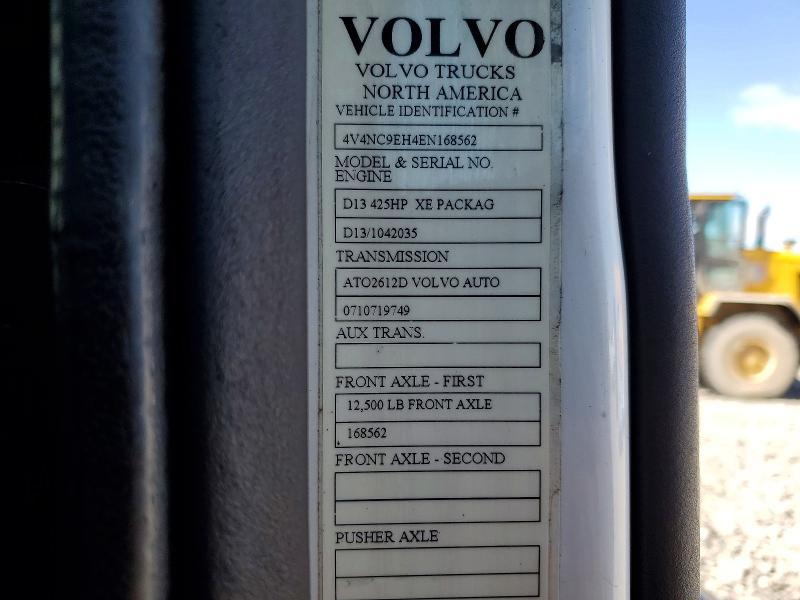 VOLVO
VOLVO TRUCKS
NORTH AMERICA
VEHICLE IDENTIFICATION #
4V4NC9EH4EN168562
MODEL & SERIAL NO.
ENGINE
D13 425HP XE PACKAG
D13/1042035
TRANSMISSION
ATO2612D VOLVO AUTO
0710719749
AUX TRANS.
FRONT AXLE - FIRST
12,500 LB FRONT AXLE
168562
FRONT AXLE - SECOND
PUSHER AXLE